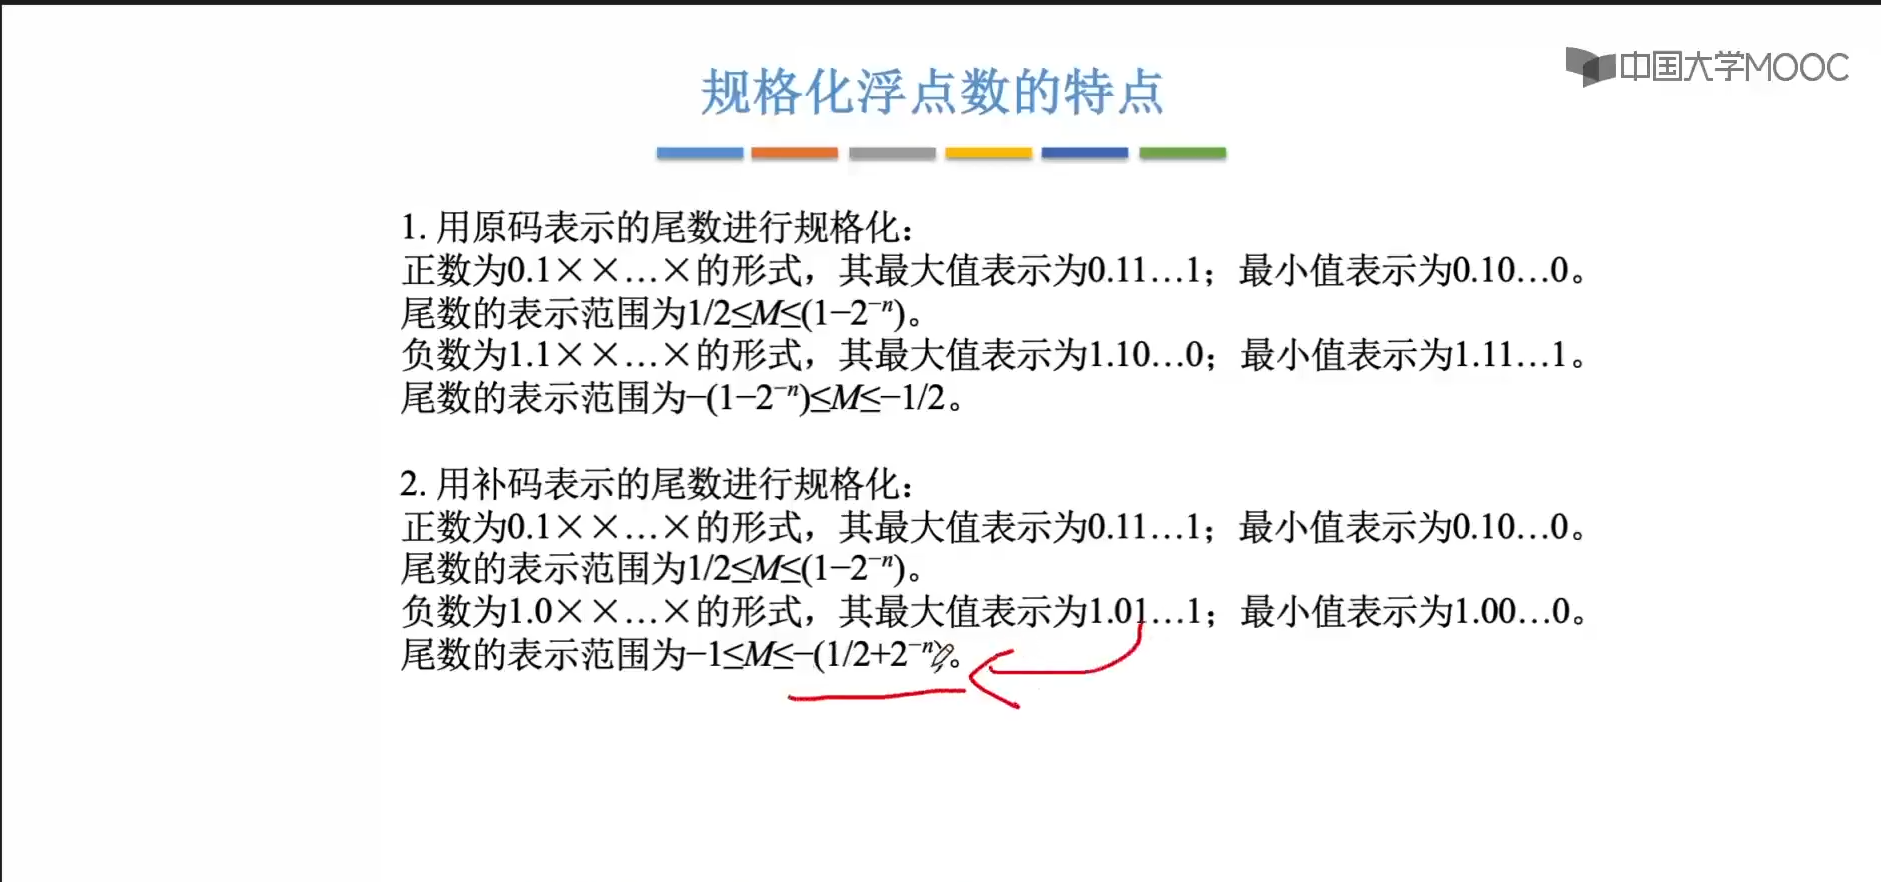 中国大学MOOC
规格化浮点数的特点
1. 用原码表示的尾数进行规格化：
正数为0.1××…×的形式，其最大值表示为0.11…1；最小值表示为0.10…0。
尾数的表示范围为1/2≤M≤(1−2⁻ⁿ)。
负数为1.1××…×的形式，其最大值表示为1.10…0；最小值表示为1.11…1。
尾数的表示范围为−(1−2⁻ⁿ)≤M≤−1/2。
2. 用补码表示的尾数进行规格化：
正数为0.1××…×的形式，其最大值表示为0.11…1；最小值表示为0.10…0。
尾数的表示范围为1/2≤M≤(1−2⁻ⁿ)。
负数为1.0××…×的形式，其最大值表示为1.01…1；最小值表示为1.00…0。
尾数的表示范围为−1≤M≤−(1/2+2⁻ⁿ)。